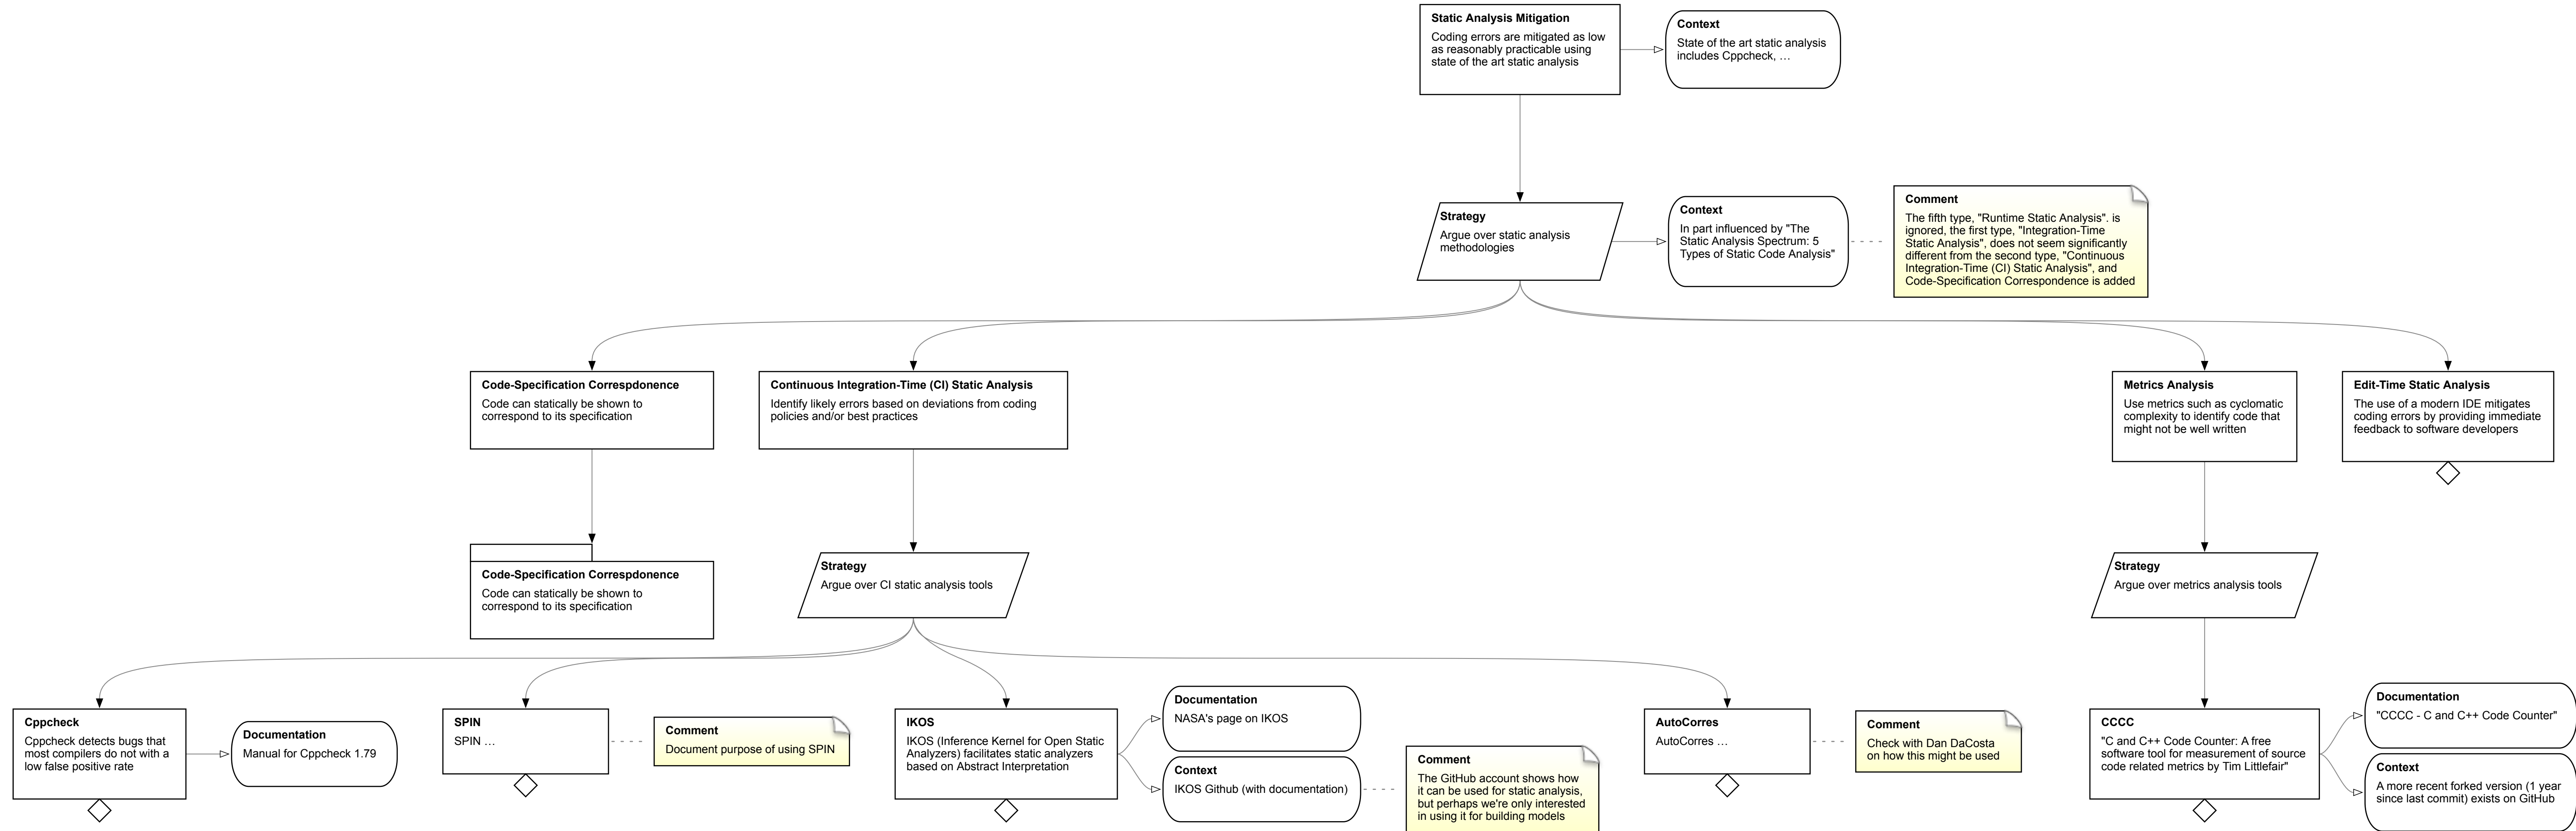 Static Analysis Mitigation
Coding errors are mitigated as low
as reasonably practicable using
state of the art static analysis
Context
State of the art static analysis
includes Cppcheck, …
Strategy
Argue over static analysis
methodologies
Context
In part influenced by "The
Static Analysis Spectrum: 5
Types of Static Code Analysis"
Comment
The fifth type, "Runtime Static Analysis". is
ignored, the first type, "Integration-Time
Static Analysis", does not seem significantly
different from the second type, "Continuous
Integration-Time (CI) Static Analysis", and
Code-Specification Correspondence is added
Code-Specification Correspdonence
Code can statically be shown to
correspond to its specification
Continuous Integration-Time (CI) Static Analysis
Identify likely errors based on deviations from coding
policies and/or best practices
Metrics Analysis
Use metrics such as cyclomatic
complexity to identify code that
might not be well written
Edit-Time Static Analysis
The use of a modern IDE mitigates
coding errors by providing immediate
feedback to software developers
Code-Specification Correspdonence
Code can statically be shown to
correspond to its specification
Strategy
Argue over CI static analysis tools
Strategy
Argue over metrics analysis tools
Cppcheck
Cppcheck detects bugs that
most compilers do not with a
low false positive rate
Documentation
Manual for Cppcheck 1.79
SPIN
SPIN …
Comment
Document purpose of using SPIN
IKOS
IKOS (Inference Kernel for Open Static
Analyzers) facilitates static analyzers
based on Abstract Interpretation
Documentation
NASA's page on IKOS
Context
IKOS Github (with documentation)
Comment
The GitHub account shows how
it can be used for static analysis,
but perhaps we're only interested
in using it for building models
AutoCorres
AutoCorres …
Comment
Check with Dan DaCosta
on how this might be used
CCCC
"C and C++ Code Counter: A free
software tool for measurement of source
code related metrics by Tim Littlefair"
Documentation
"CCCC - C and C++ Code Counter"
Context
A more recent forked version (1 year
since last commit) exists on GitHub